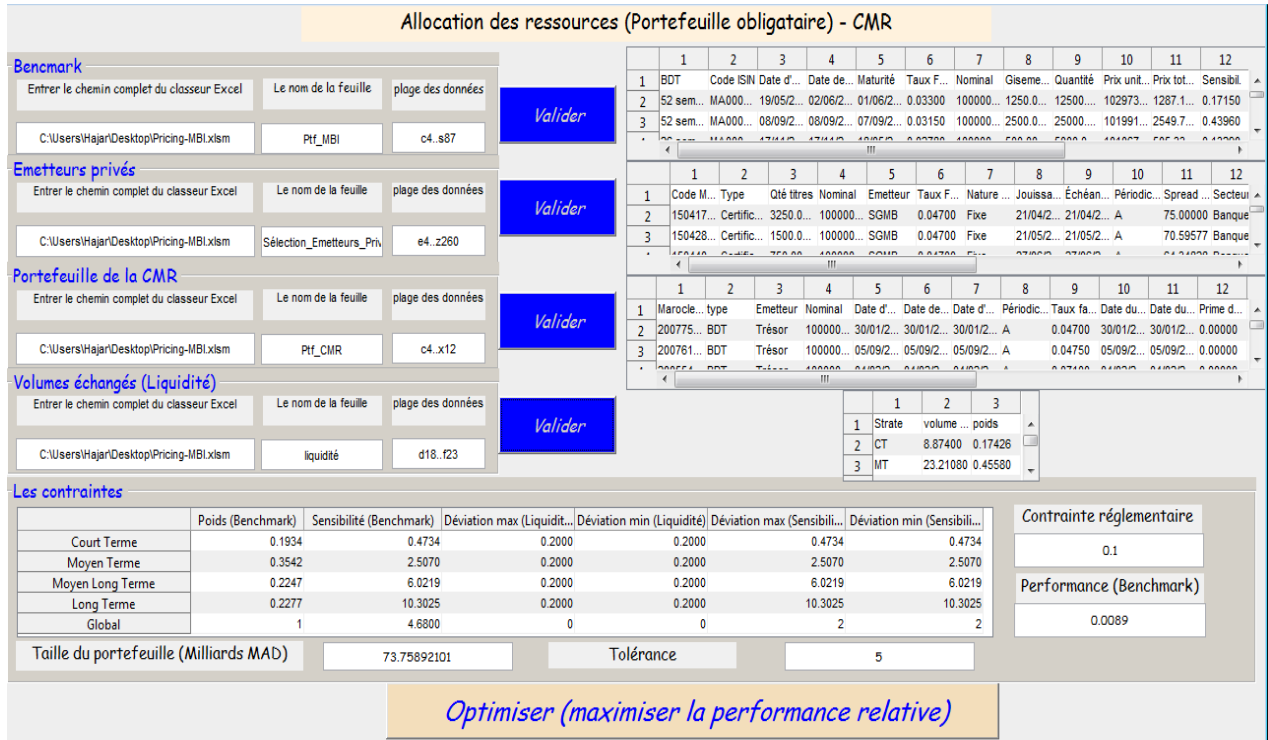 Allocation des ressources (Portefeuille obligataire) - CMR
Bencmark
Entrer le chemin complet du classeur Excel Le nom de la feuille plage des données
C:\Users\Hajar\Desktop\Pricing-MBI.xlsm Ptf_MBI c4..s87
Valider
1 2 3 4 5 6 7 8 9 10 11 12
1 BDT Code ISIN Date d'... Date de... Maturité Taux F... Nominal Giseme... Quantité Prix unit... Prix tot... Sensibil.
2 52 sem... MA000... 19/05/2... 02/06/2... 01/06/2... 0.03300 100000... 1250.0... 12500.... 102973... 1287.1... 0.17150
3 52 sem... MA000... 08/09/2... 08/09/2... 07/09/2... 0.03150 100000... 2500.0... 25000.... 101991... 2549.7... 0.43960
Emetteurs privés
Entrer le chemin complet du classeur Excel Le nom de la feuille plage des données
C:\Users\Hajar\Desktop\Pricing-MBI.xlsm Sélection_Emetteurs_Priv e4..z260
Valider
1 2 3 4 5 6 7 8 9 10 11 12
1 Code M... Type Qté titres Nominal Emetteur Taux F... Nature ... Jouissa... Échéan... Périodic... Spread ... Secteu
2 150417... Certific... 3250.0... 100000... SGMB 0.04700 Fixe 21/04/2... 21/04/2... A 75.00000 Banque
3 150428... Certific... 1500.0... 100000... SGMB 0.04700 Fixe 21/05/2... 21/05/2... A 70.59577 Banque
Portefeuille de la CMR
Entrer le chemin complet du classeur Excel Le nom de la feuille plage des données
C:\Users\Hajar\Desktop\Pricing-MBI.xlsm Ptf_CMR c4..x12
Valider
1 2 3 4 5 6 7 8 9 10 11 12
1 Marocle... type Emetteur Nominal Date d'... Date de... Date d'... Périodic... Taux fa... Date du... Date du... Prime d...
2 200775... BDT Trésor 100000... 30/01/2... 30/01/2... 30/01/2... A 0.04700 30/01/2... 30/01/2... 0.00000
3 200761... BDT Trésor 100000... 05/09/2... 05/09/2... 05/09/2... A 0.04750 05/09/2... 05/09/2... 0.00000
Volumes échangés (Liquidité)
Entrer le chemin complet du classeur Excel Le nom de la feuille plage des données
C:\Users\Hajar\Desktop\Pricing-MBI.xlsm liquidité d18..f23
Valider
1 2 3
1 Strate volume ... poids
2 CT 8.87400 0.17426
3 MT 23.21080 0.45580
Les contraintes
Poids (Benchmark) Sensibilité (Benchmark) Déviation max (Liquidit... Déviation min (Liquidité) Déviation max (Sensibili... Déviation min (Sensibili...
Court Terme 0.1934 0.4734 0.2000 0.2000 0.4734 0.4734
Moyen Terme 0.3542 2.5070 0.2000 0.2000 2.5070 2.5070
Moyen Long Terme 0.2247 6.0219 0.2000 0.2000 6.0219 6.0219
Long Terme 0.2277 10.3025 0.2000 0.2000 10.3025 10.3025
Global 1 4.6800 0 0 2 2
Contrainte réglementaire
0.1
Performance (Benchmark)
0.0089
Taille du portefeuille (Milliards MAD) 73.75892101 Tolérance 5
Optimiser (maximiser la performance relative)